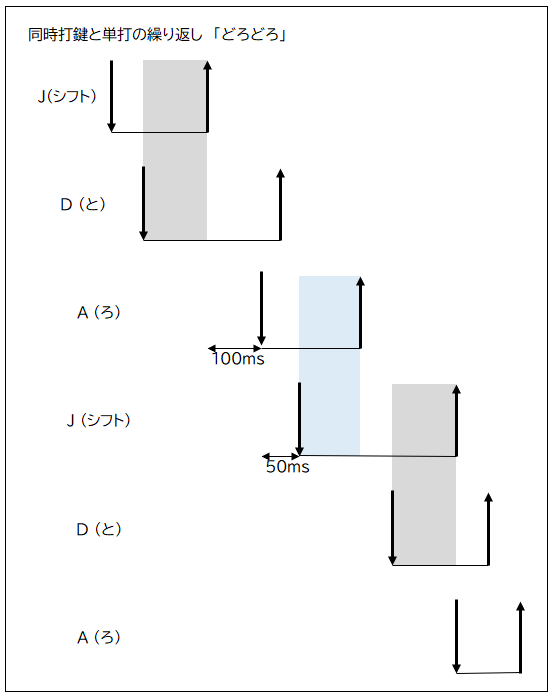 同時打鍵と単打の繰り返し 「どろどろ」
J(シフト)
D (と)
A (ろ)
100ms
J (シフト)
50ms
D (と)
A (ろ)